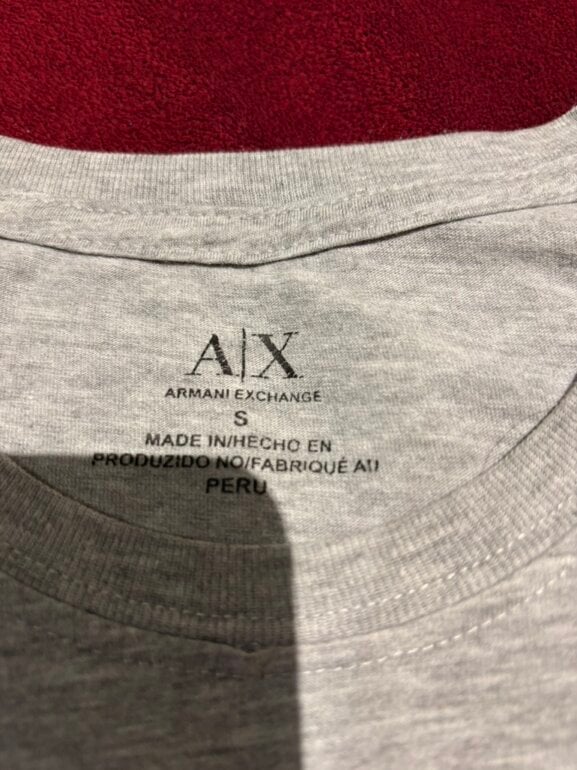 A|X
ARMANI EXCHANGE
S
MADE IN/HECHO EN
PRODUZIDO NO/FABRIQUÉ AU
PERU